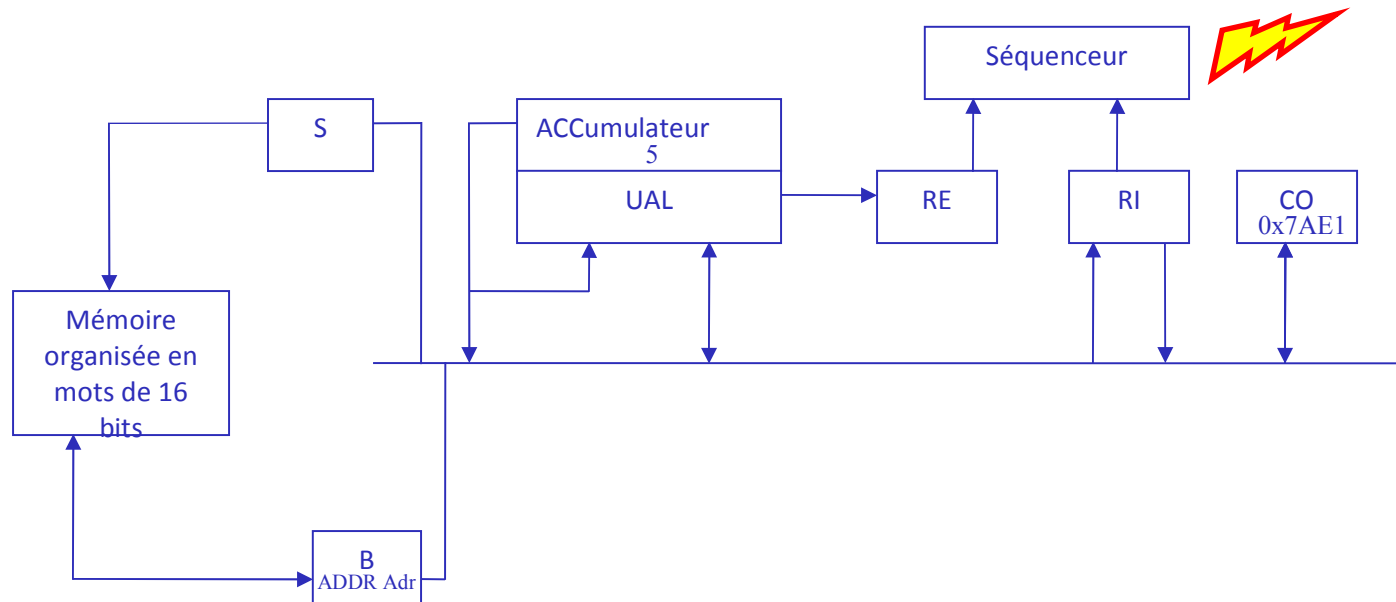 Séquenceur
S
ACCumulateur
5
UAL
RE
RI
CO
0x7AE1
Mémoire
organisée en
mots de 16
bits
B
ADDR Adr